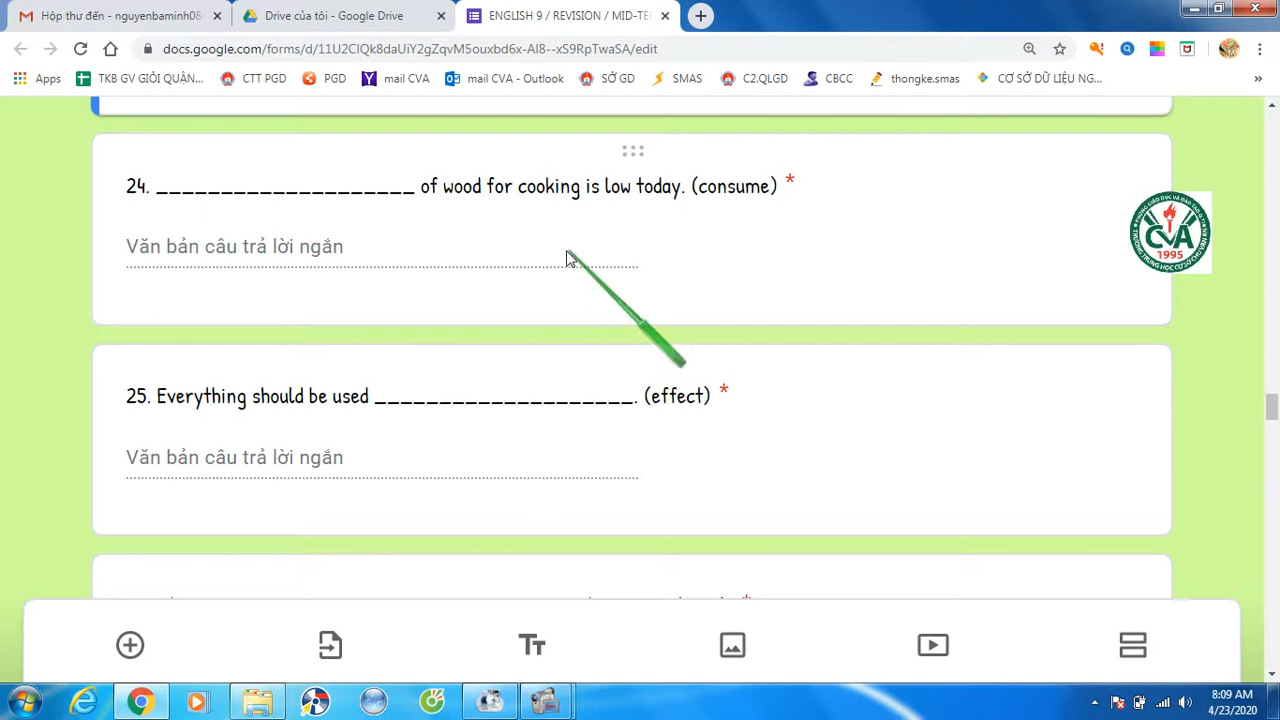 Hộp thư đến - nguyenbaminh08
Drive của tôi - Google Drive
ENGLISH 9 / REVISION / MID-TE
docs.google.com/forms/d/11U2ClQk8daUiY2gZqwM5ouxbd6x-Al8--xS9RpTwaSA/edit
Apps
TKB GV GIỎI QUẬN...
CTT PGD
PGD
mail CVA
mail CVA - Outlook
SỞ GD
SMAS
C2.QLGD
CBCC
thongke.smas
CƠ SỞ DỮ LIỆU NG...
24. ____________________ of wood for cooking is low today. (consume) *
Văn bản câu trả lời ngắn
CVA
1995
25. Everything should be used ____________________. (effect) *
Văn bản câu trả lời ngắn
Tт
8:09 AM
4/23/2020